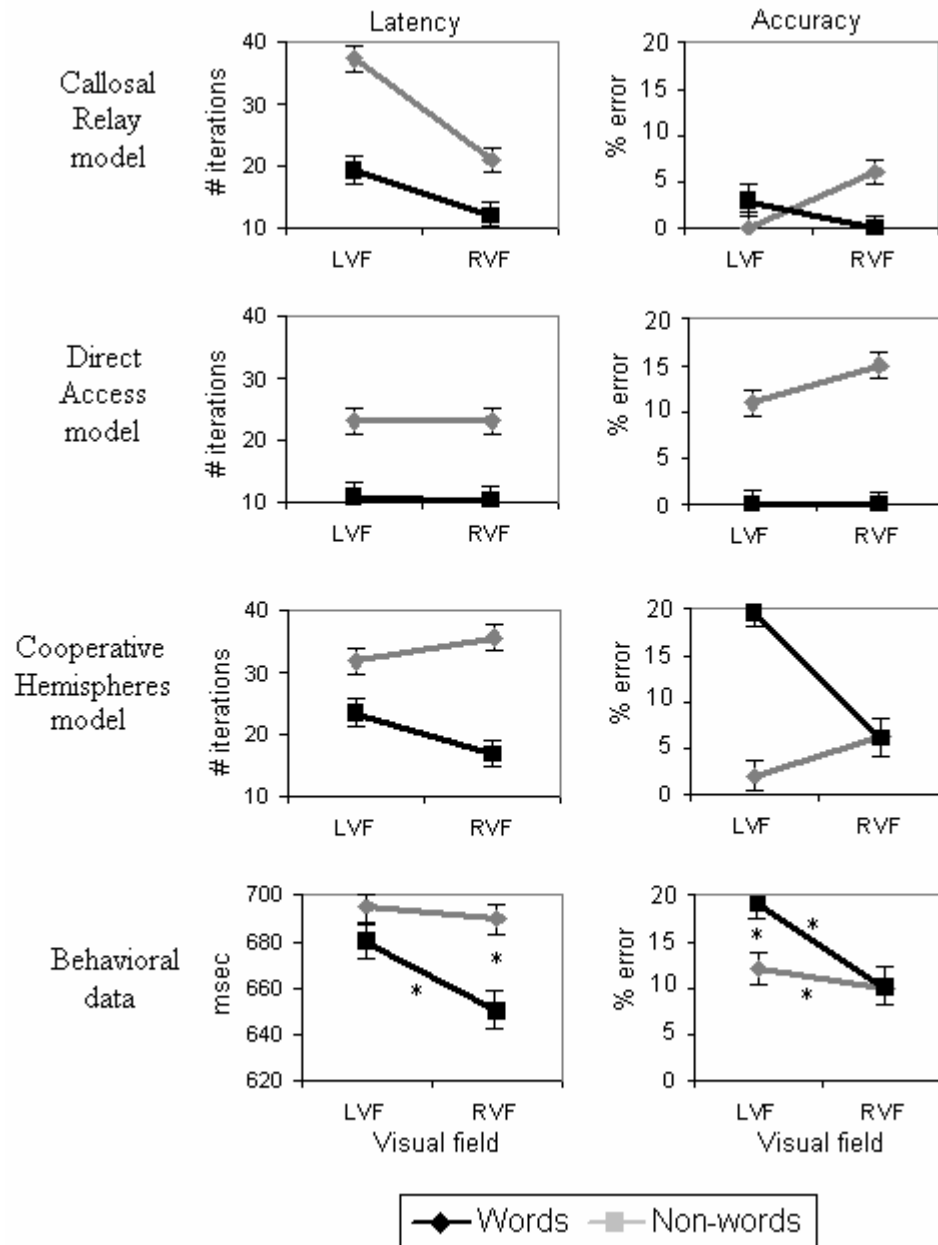 Latency Accuracy
Callosal
Relay
model
# iterations
40
30
20
10
LVF RVF
% error
20
15
10
5
0
LVF RVF
Direct
Access
model
# iterations
40
30
20
10
LVF RVF
% error
20
15
10
5
0
LVF RVF
Cooperative
Hemispheres
model
# iterations
40
30
20
10
LVF RVF
% error
20
15
10
5
0
LVF RVF
Behavioral
data
msec
700
680
660
640
620
* *
LVF RVF
Visual field
% error
20
15
10
5
0
* * *
LVF RVF
Visual field
Words Non-words